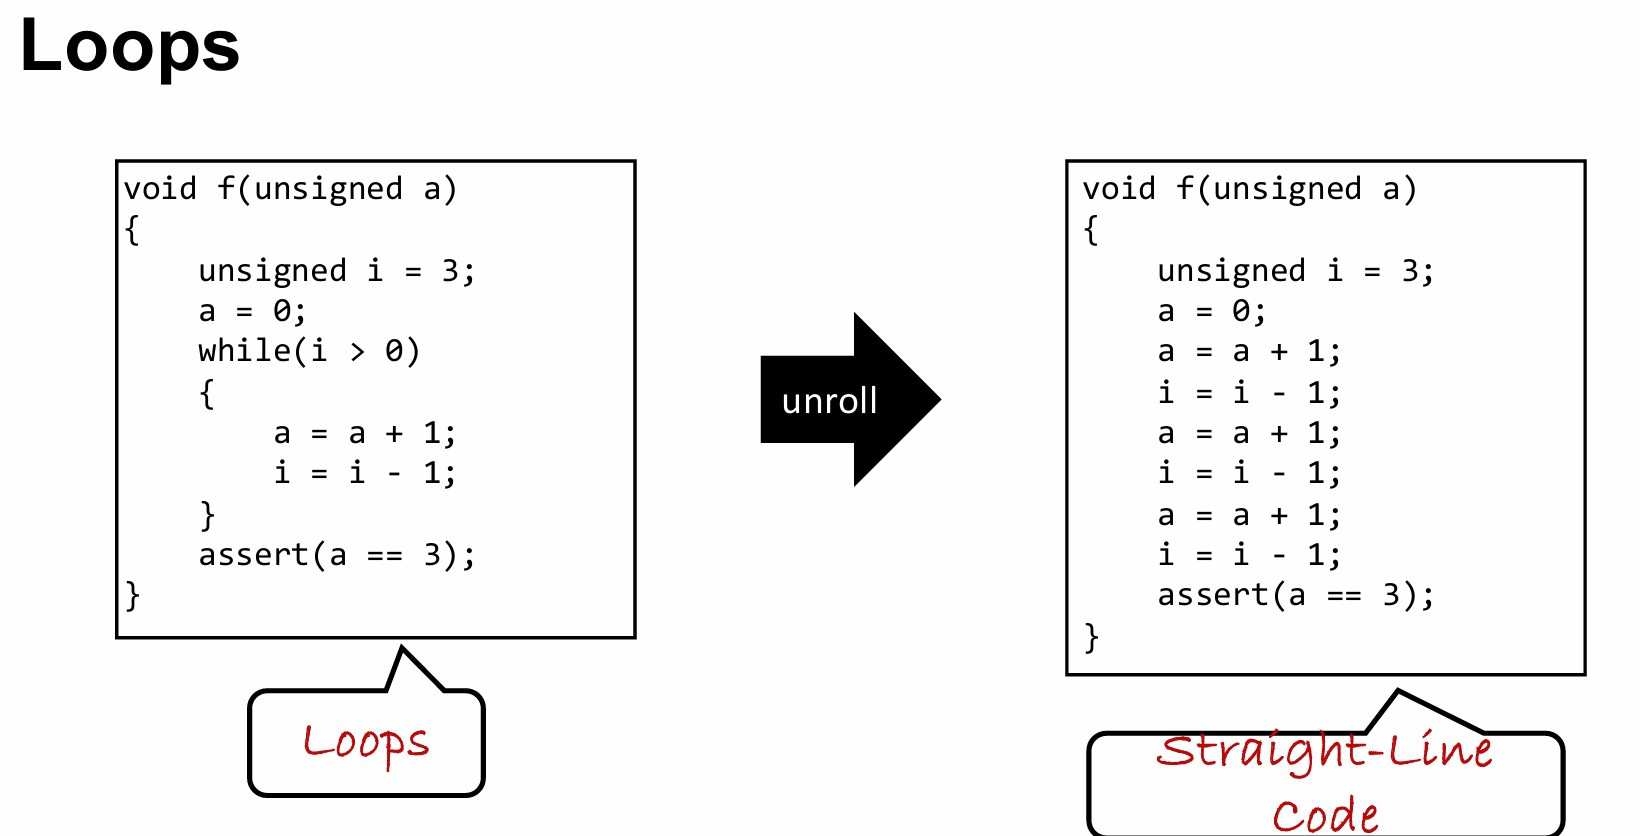 Loops
void f(unsigned a)
{
    unsigned i = 3;
    a = 0;
    while(i > 0)
    {
        a = a + 1;
        i = i - 1;
    }
    assert(a == 3);
}
Loops
unroll
void f(unsigned a)
{
    unsigned i = 3;
    a = 0;
    a = a + 1;
    i = i - 1;
    a = a + 1;
    i = i - 1;
    a = a + 1;
    i = i - 1;
    assert(a == 3);
}
Straight-Line
Code